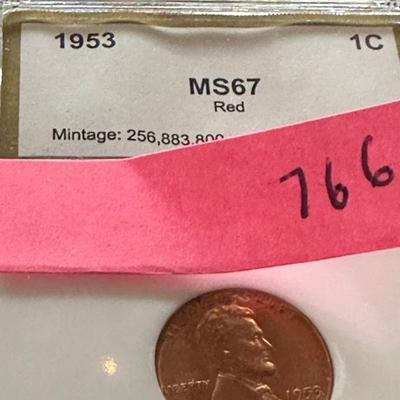 1953 1C
MS67
Red
Mintage: 256,883,800
766
LIBERTY 1953